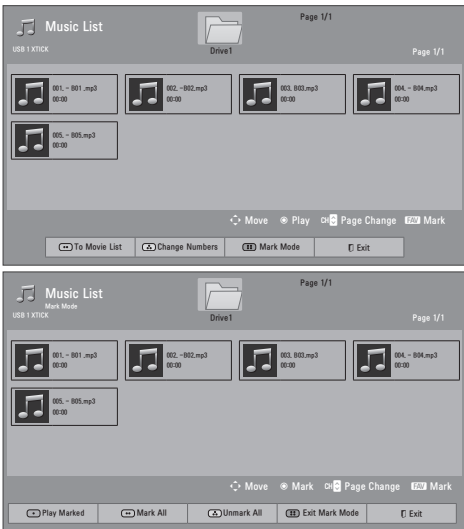 Page 1/1
Music List
USB 1 XTICK
Drive1
Page 1/1
001. - B01 .mp3
00:00
002. -B02.mp3
00:00
003. B03.mp3
00:00
004. - B04.mp3
00:00
005. - B05.mp3
00:00
Move Play CH Page Change FAV Mark
To Movie List Change Numbers Mark Mode Exit
Page 1/1
Music List
Mark Mode
USB 1 XTICK
Drive1
Page 1/1
001. - B01 .mp3
00:00
002. -B02.mp3
00:00
003. B03.mp3
00:00
004. - B04.mp3
00:00
005. - B05.mp3
00:00
Move Mark CH Page Change FAV Mark
Play Marked Mark All Unmark All Exit Mark Mode Exit